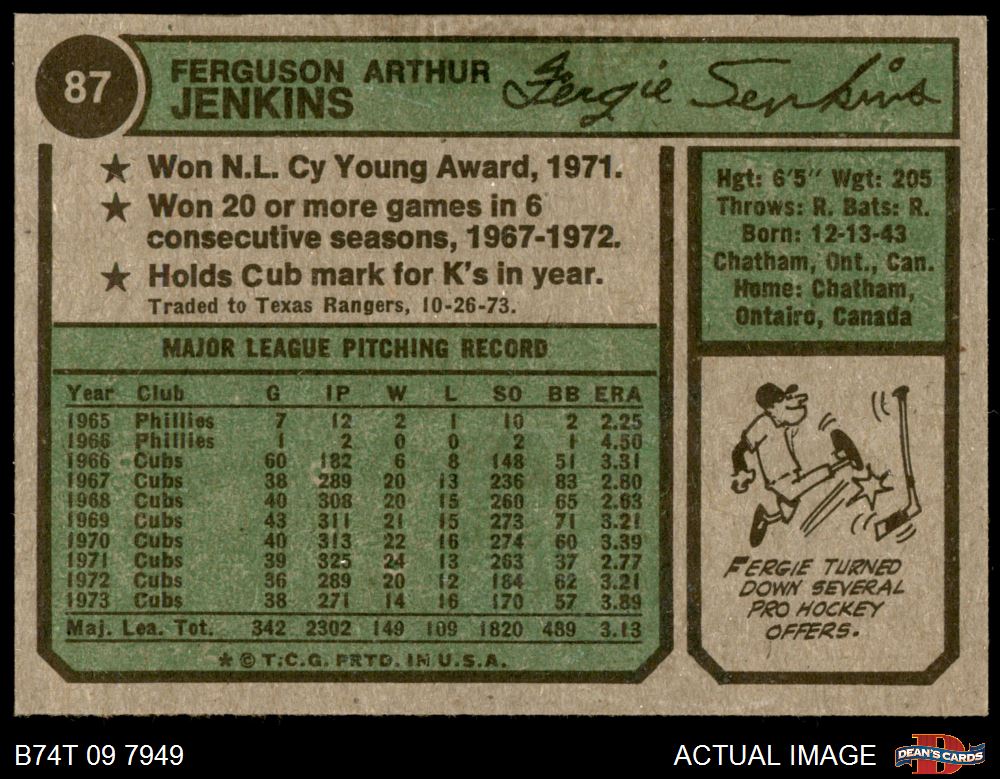 87
FERGUSON ARTHUR
JENKINS
Fergie Jenkins
★ Won N.L. Cy Young Award, 1971.
★ Won 20 or more games in 6
consecutive seasons, 1967-1972.
★ Holds Cub mark for K's in year.
Traded to Texas Rangers, 10-26-73.
MAJOR LEAGUE PITCHING RECORD
Year Club G IP W L SO BB ERA
1965 Phillies 7 12 2 1 10 2 2.25
1966 Phillies 1 2 0 0 2 1 4.50
1966 Cubs 60 182 6 8 148 51 3.31
1967 Cubs 38 289 20 13 236 83 2.80
1968 Cubs 40 308 20 15 260 65 2.63
1969 Cubs 43 311 21 15 273 71 3.21
1970 Cubs 40 313 22 16 274 60 3.39
1971 Cubs 39 325 24 13 263 37 2.77
1972 Cubs 36 289 20 12 184 62 3.21
1973 Cubs 38 271 14 16 170 57 3.89
Maj. Lea. Tot. 342 2302 149 109 1820 489 3.13
* © T.C.G. PRTD. IN U.S.A.
Hgt: 6'5" Wgt: 205
Throws: R. Bats: R.
Born: 12-13-43
Chatham, Ont., Can.
Home: Chatham,
Ontairo, Canada
FERGIE TURNED
DOWN SEVERAL
PRO HOCKEY
OFFERS.
B74T 09 7949
ACTUAL IMAGE
D
DEAN'S CARDS